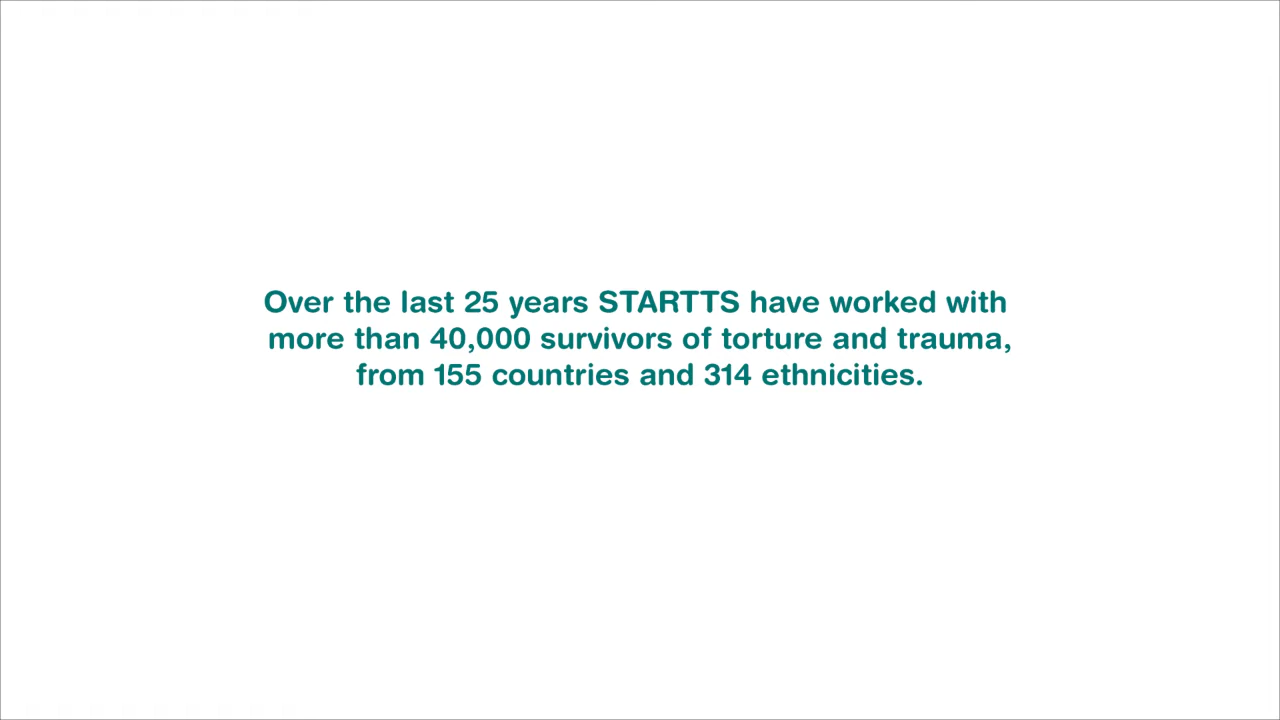 Over the last 25 years STARTTS have worked with
more than 40,000 survivors of torture and trauma,
from 155 countries and 314 ethnicities.